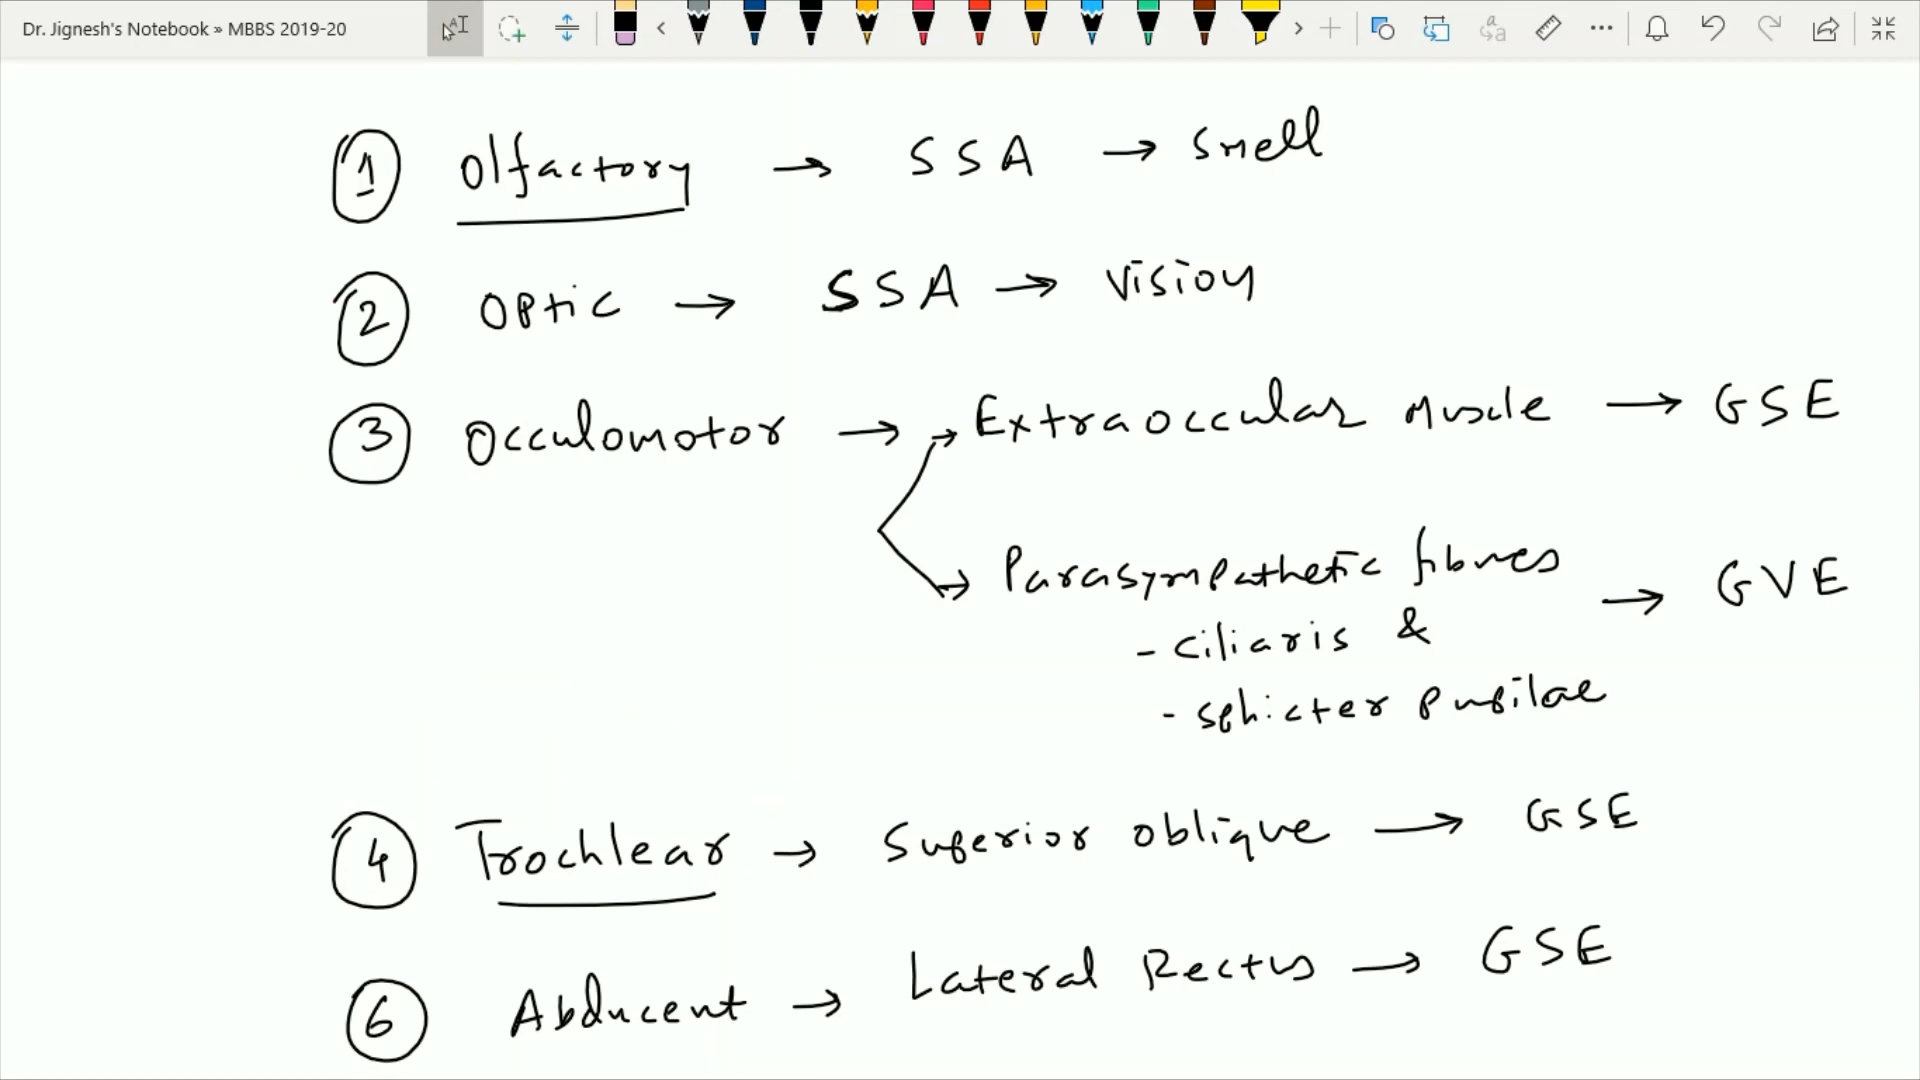 Dr. Jignesh's Notebook » MBBS 2019-20
1 Olfactory → SSA → Smell
2 Optic → SSA → Vision
3 Occulomotor → → Extraoccular Muscle → GSE
→ Parasympathetic fibres → GVE
- ciliaris &
- sphicter pupilae
4 Trochlear → Superior oblique → GSE
6 Abducent → Lateral Rectus → GSE